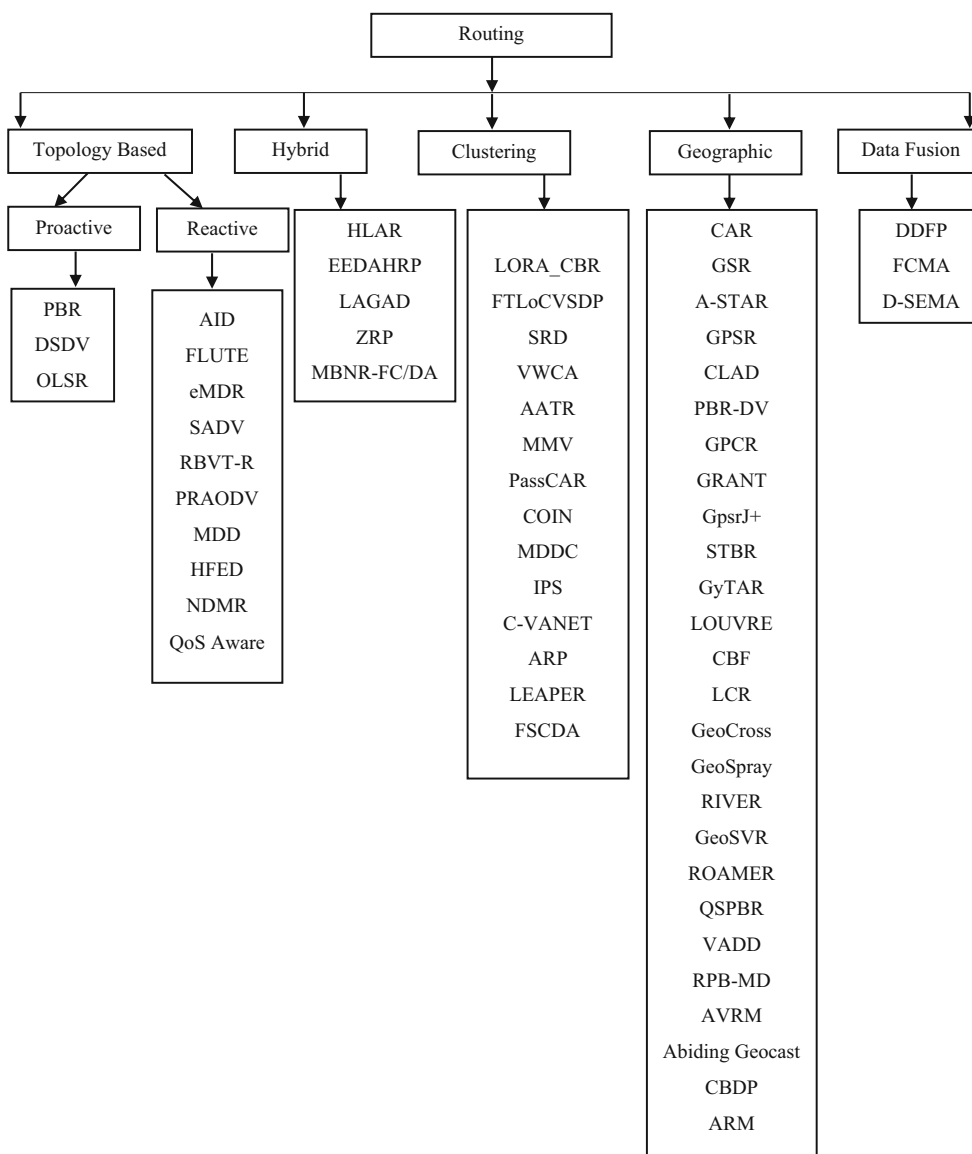 Routing
Topology Based
Hybrid
Clustering
Geographic
Data Fusion
Proactive
Reactive
PBR
DSDV
OLSR
AID
FLUTE
eMDR
SADV
RBVT-R
PRAODV
MDD
HFED
NDMR
QoS Aware
HLAR
EEDAHRP
LAGAD
ZRP
MBNR-FC/DA
LORA_CBR
FTLoCVSDP
SRD
VWCA
AATR
MMV
PassCAR
COIN
MDDC
IPS
C-VANET
ARP
LEAPER
FSCDA
CAR
GSR
A-STAR
GPSR
CLAD
PBR-DV
GPCR
GRANT
GpsrJ+
STBR
GyTAR
LOUVRE
CBF
LCR
GeoCross
GeoSpray
RIVER
GeoSVR
ROAMER
QSPBR
VADD
RPB-MD
AVRM
Abiding Geocast
CBDP
ARM
DDFP
FCMA
D-SEMA